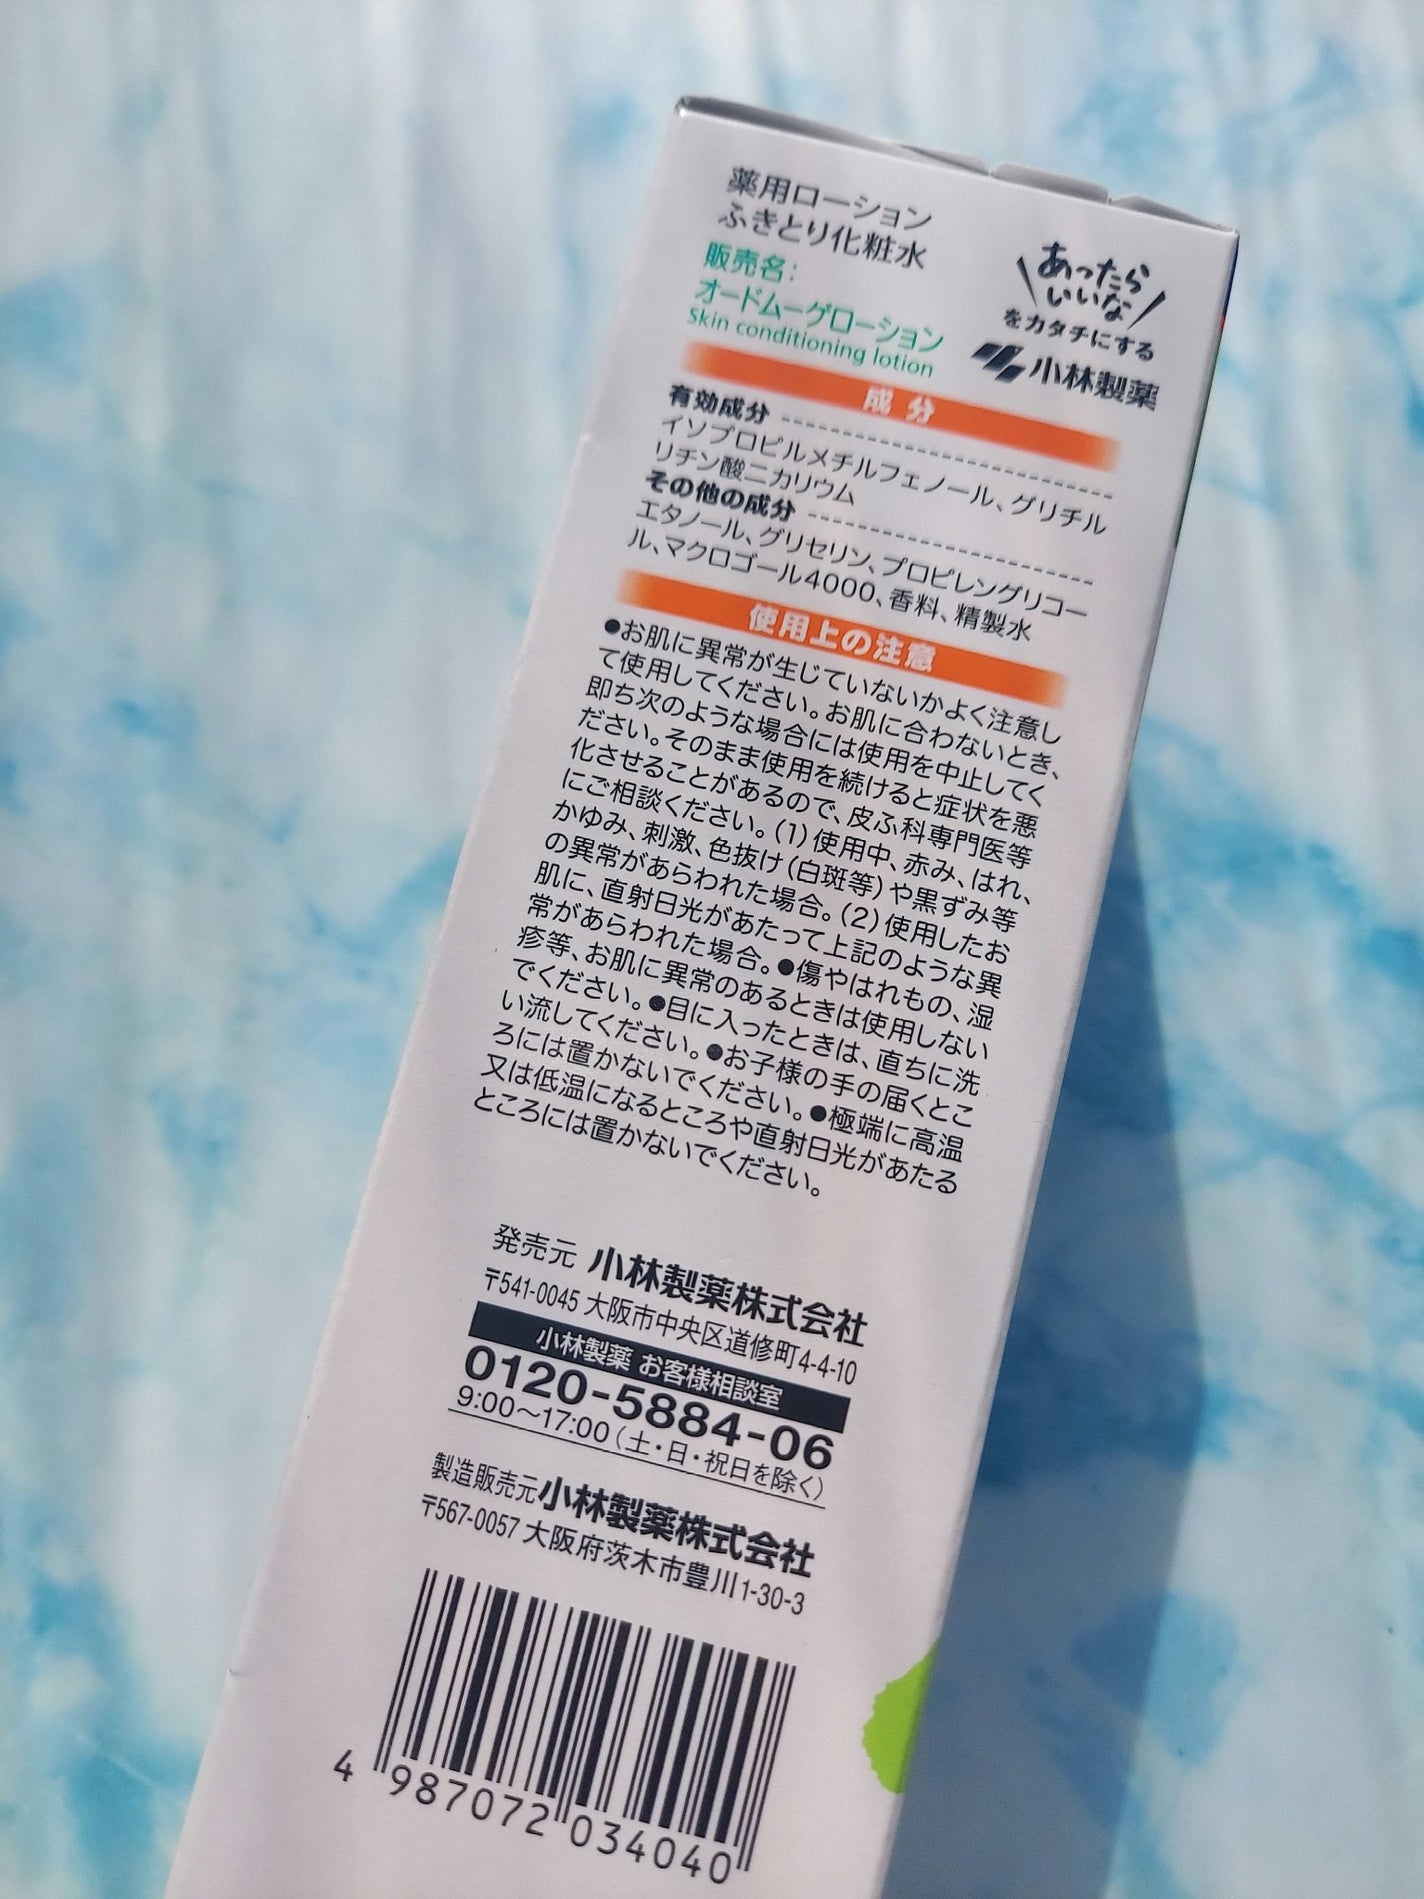 薬用ローション
ふきとり化粧水
販売名:
オードムーゲローション
Skin conditioning lotion
あったら
いいな
をカタチにする
小林製薬
成分
有効成分
イソプロピルメチルフェノール、グリチル
リチン酸ニカリウム
その他の成分
エタノール、グリセリン、プロピレングリコー
ル、マクロゴール4000、香料、精製水
使用上の注意
●お肌に異常が生じていないかよく注意し
て使用してください。お肌に合わないとき、
即ち次のような場合には使用を中止してく
ださい。そのまま使用を続けると症状を悪
化させることがあるので、皮ふ科専門医等
にご相談ください。(1)使用中、赤み、はれ、
かゆみ、刺激、色抜け(白斑等)や黒ずみ等
の異常があらわれた場合。(2)使用したお
肌に、直射日光があたって上記のような異
常があらわれた場合。●傷やはれもの、湿
疹等、お肌に異常のあるときは使用しない
でください。●目に入ったときは、直ちに洗
い流してください。●お子様の手の届くとこ
ろには置かないでください。●極端に高温
又は低温になるところや直射日光があたる
ところには置かないでください。
発売元 小林製薬株式会社
〒541-0045 大阪市中央区道修町4-4-10
小林製薬 お客様相談室
0120-5884-06
9:00〜17:00(土・日・祝日を除く)
製造販売元 小林製薬株式会社
〒567-0057 大阪府茨木市豊川1-30-3
4 987072 034040